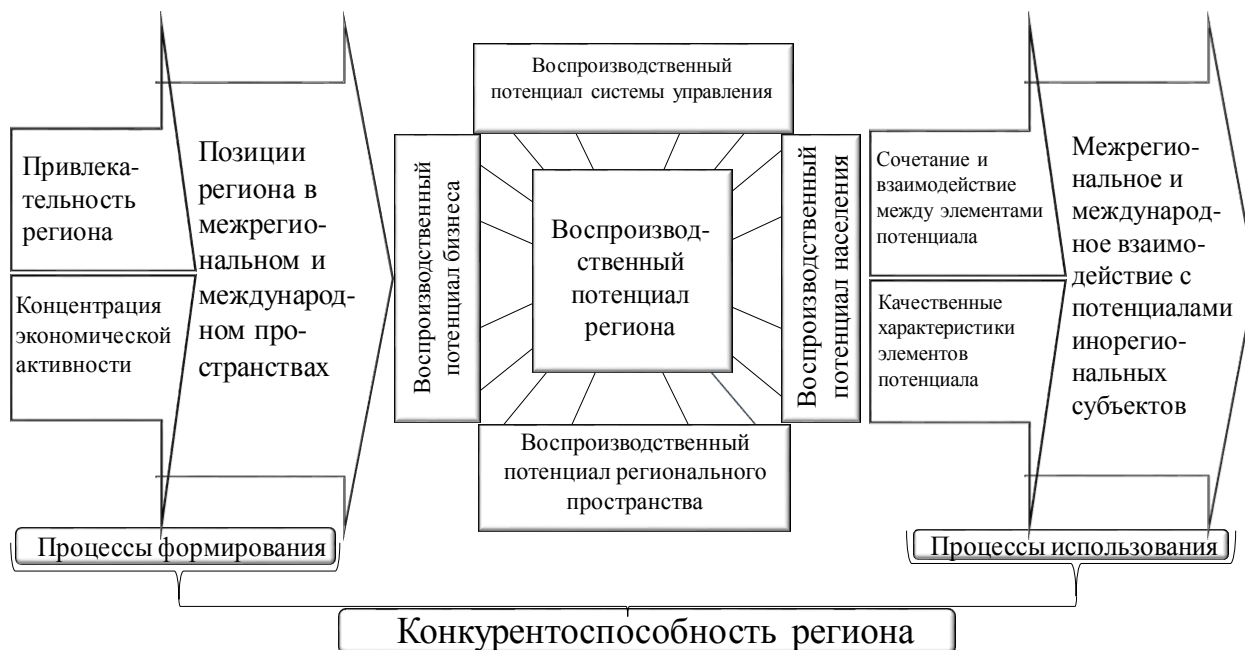 Привлека-
тельность
региона
Концентрация
экономической
активности
Позиции
региона в
межрегио-
нальном и
международ-
ном про-
странствах
Воспроизводственный
потенциал системы управления
Воспроизводственный
потенциал бизнеса
Воспроизвод-
ственный
потенциал
региона
Воспроизводственный
потенциал населения
Воспроизводственный
потенциал регионального
пространства
Сочетание и
взаимодействие
между элементами
потенциала
Качественные
характеристики
элементов
потенциала
Межрегио-
нальное и
международ-
ное взаимо-
действие с
потенциалами
инорегио-
нальных
субъектов
Процессы формирования
Процессы использования
Конкурентоспособность региона